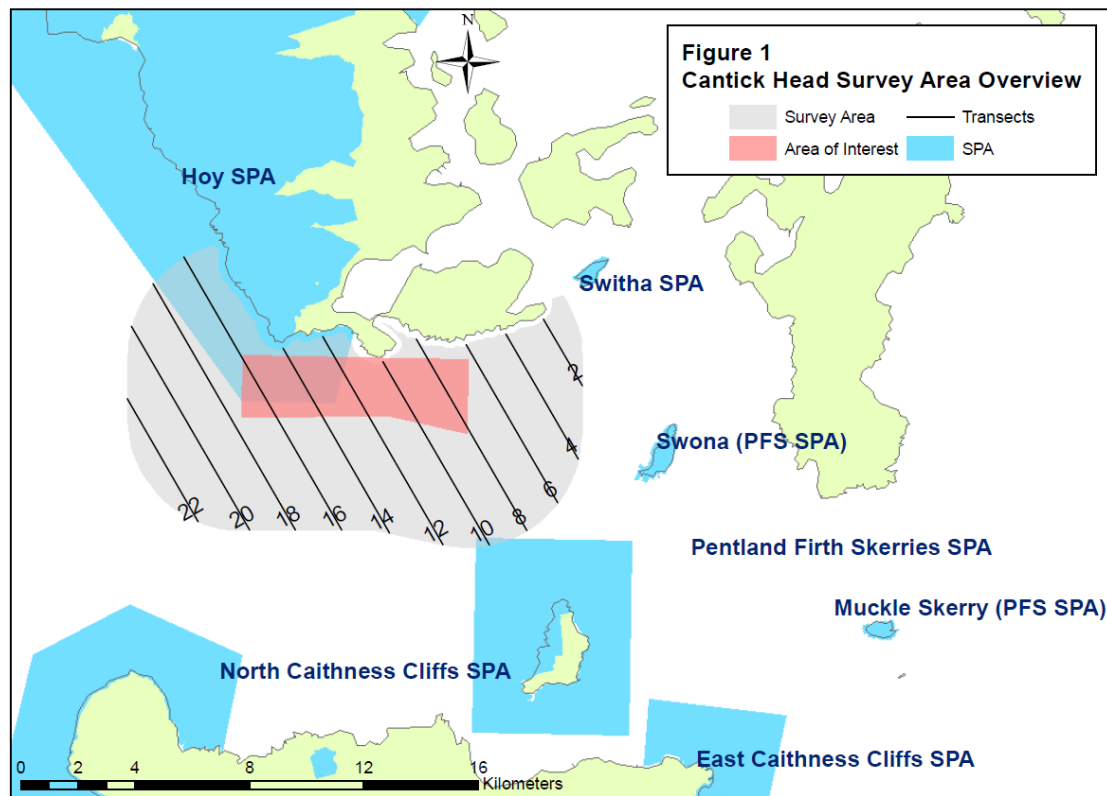 N
Figure 1
Cantick Head Survey Area Overview
Survey Area
Transects
Area of Interest
SPA
Hoy SPA
Switha SPA
2
Swona (PFS SPA)
4
6
22
20
18
16
14
12
10
8
Pentland Firth Skerries SPA
Muckle Skerry (PFS SPA)
North Caithness Cliffs SPA
East Caithness Cliffs SPA
0 2 4 8 12 16
Kilometers